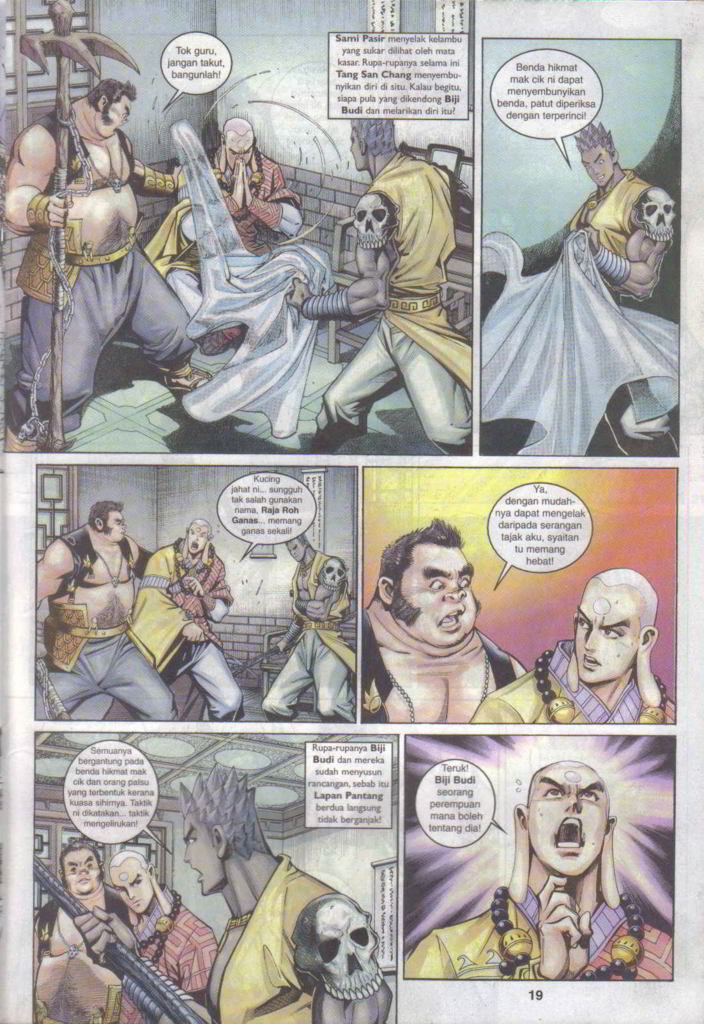 Tok guru,
jangan takut,
bangunlah!
Sami Pasir menyelak kelambu
yang sukar dilihat oleh mata
kasar. Rupa-rupanya selama ini
Tang San Chang menyembu-
nyikan diri di situ. Kalau begitu,
siapa pula yang dikendong Biji
Budi dan melarikan diri itu?
Benda hikmat
mak cik ni dapat
menyembunyikan
benda, patut diperiksa
dengan terperinci!
Kucing
jahat ni... sungguh
tak salah gunakan
nama, Raja Roh
Ganas... memang
ganas sekali!
Ya,
dengan mudah-
nya dapat mengelak
daripada serangan
tajak aku, syaitan
tu memang
hebat!
Semuanya
bergantung pada
benda hikmat mak
cik dan orang palsu
yang terbentuk kerana
kuasa sihirnya. Taktik
ni dikatakan... taktik
mengelirukan!
Rupa-rupanya Biji
Budi dan mereka
sudah menyusun
rancangan, sebab itu
Lapan Pantang
berdua langsung
tidak berganjak!
Teruk!
Biji Budi
seorang
perempuan
mana boleh
tentang dia!
19